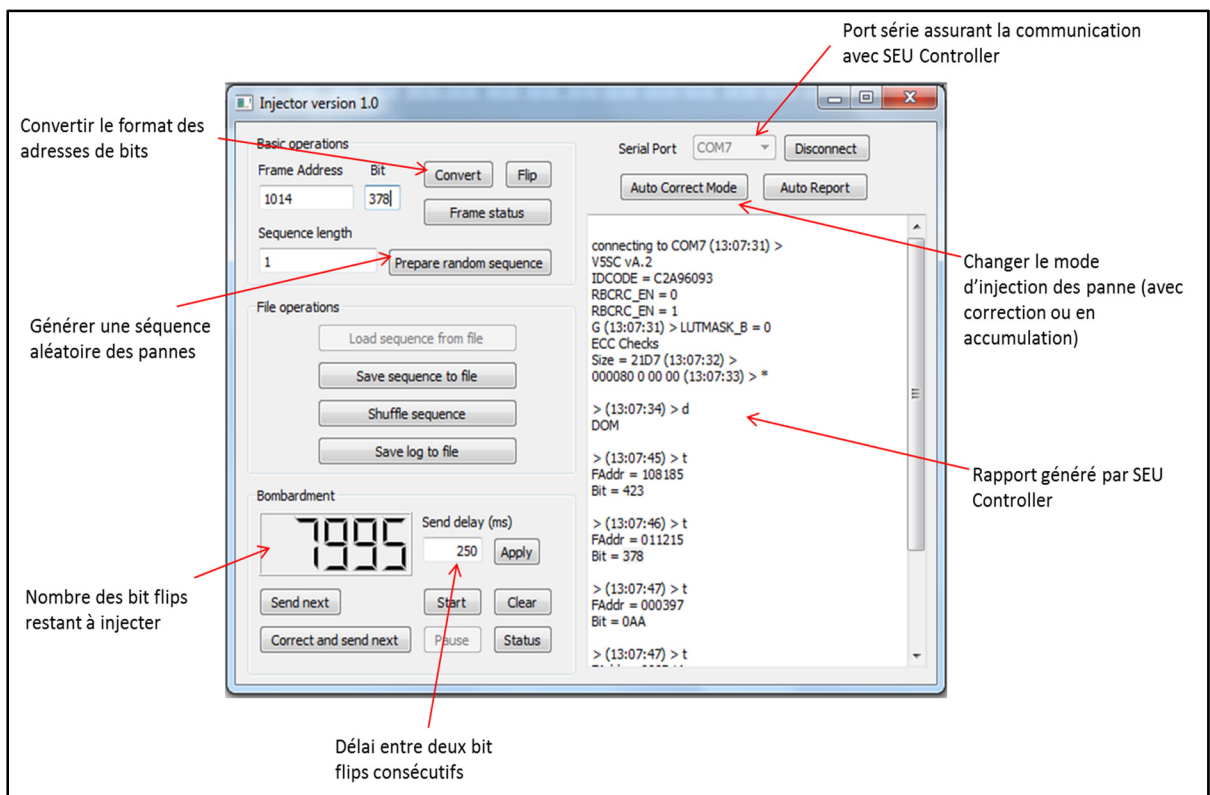 Port série assurant la communication
avec SEU Controller
Injector version 1.0
Convertir le format des
adresses de bits
Basic operations
Frame Address
Bit
Convert
Flip
1014
378
Frame status
Sequence length
1
Prepare random sequence
Serial Port
COM7
Disconnect
Auto Correct Mode
Auto Report
Générer une séquence
aléatoire des pannes
File operations
Load sequence from file
Save sequence to file
Shuffle sequence
Save log to file
connecting to COM7 (13:07:31) >
V5SC vA.2
IDCODE = C2A96093
RBCRC_EN = 0
RBCRC_EN = 1
G (13:07:31) > LUTMASK_B = 0
ECC Checks
Size = 21D7 (13:07:32) >
000080 0 00 00 (13:07:33) > *
> (13:07:34) > d
DOM
> (13:07:45) > t
FAddr = 108185
Bit = 423
> (13:07:46) > t
FAddr = 011215
Bit = 378
> (13:07:47) > t
FAddr = 000397
Bit = 0AA
> (13:07:47) > t
Changer le mode
d'injection des panne (avec
correction ou en
accumulation)
Rapport généré par SEU
Controller
Bombardment
7995
Send delay (ms)
250
Apply
Send next
Start
Clear
Correct and send next
Pause
Status
Nombre des bit flips
restant à injecter
Délai entre deux bit
flips consécutifs